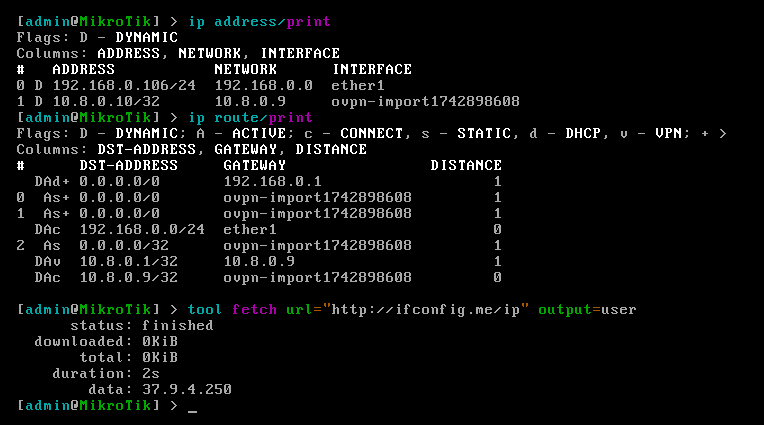 [admin@MikroTik] > ip address/print
Flags: D - DYNAMIC
Columns: ADDRESS, NETWORK, INTERFACE
#   ADDRESS           NETWORK      INTERFACE
0 D 192.168.0.106/24  192.168.0.0  ether1
1 D 10.8.0.10/32      10.8.0.9     ovpn-import1742898608
[admin@MikroTik] > ip route/print
Flags: D - DYNAMIC; A - ACTIVE; c - CONNECT, s - STATIC, d - DHCP, v - VPN; + >
Columns: DST-ADDRESS, GATEWAY, DISTANCE
#      DST-ADDRESS     GATEWAY                DISTANCE
  DAd+ 0.0.0.0/0       192.168.0.1                   1
0  As+ 0.0.0.0/0       ovpn-import1742898608         1
1  As+ 0.0.0.0/0       ovpn-import1742898608         1
  DAc  192.168.0.0/24  ether1                        0
2  As  0.0.0.0/32      ovpn-import1742898608         1
  DAv  10.8.0.1/32     10.8.0.9                      1
  DAc  10.8.0.9/32     ovpn-import1742898608         0
[admin@MikroTik] > tool fetch url="http://ifconfig.me/ip" output=user
      status: finished
  downloaded: 0KiB
       total: 0KiB
    duration: 2s
        data: 37.9.4.250
[admin@MikroTik] > _